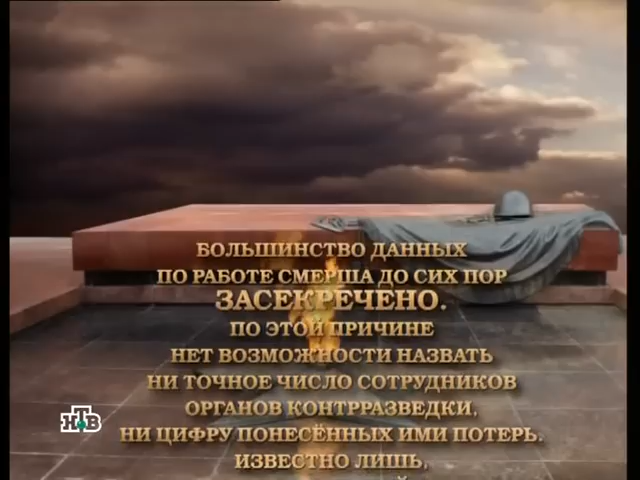 БОЛЬШИНСТВО ДАННЫХ
ПО РАБОТЕ СМЕРША ДО СИХ ПОР
ЗАСЕКРЕЧЕНО.
ПО ЭТОЙ ПРИЧИНЕ
НЕТ ВОЗМОЖНОСТИ НАЗВАТЬ
НИ ТОЧНОЕ ЧИСЛО СОТРУДНИКОВ
ОРГАНОВ КОНТРРАЗВЕДКИ,
НИ ЦИФРУ ПОНЕСЁННЫХ ИМИ ПОТЕРЬ.
ИЗВЕСТНО ЛИШЬ,
НТВ